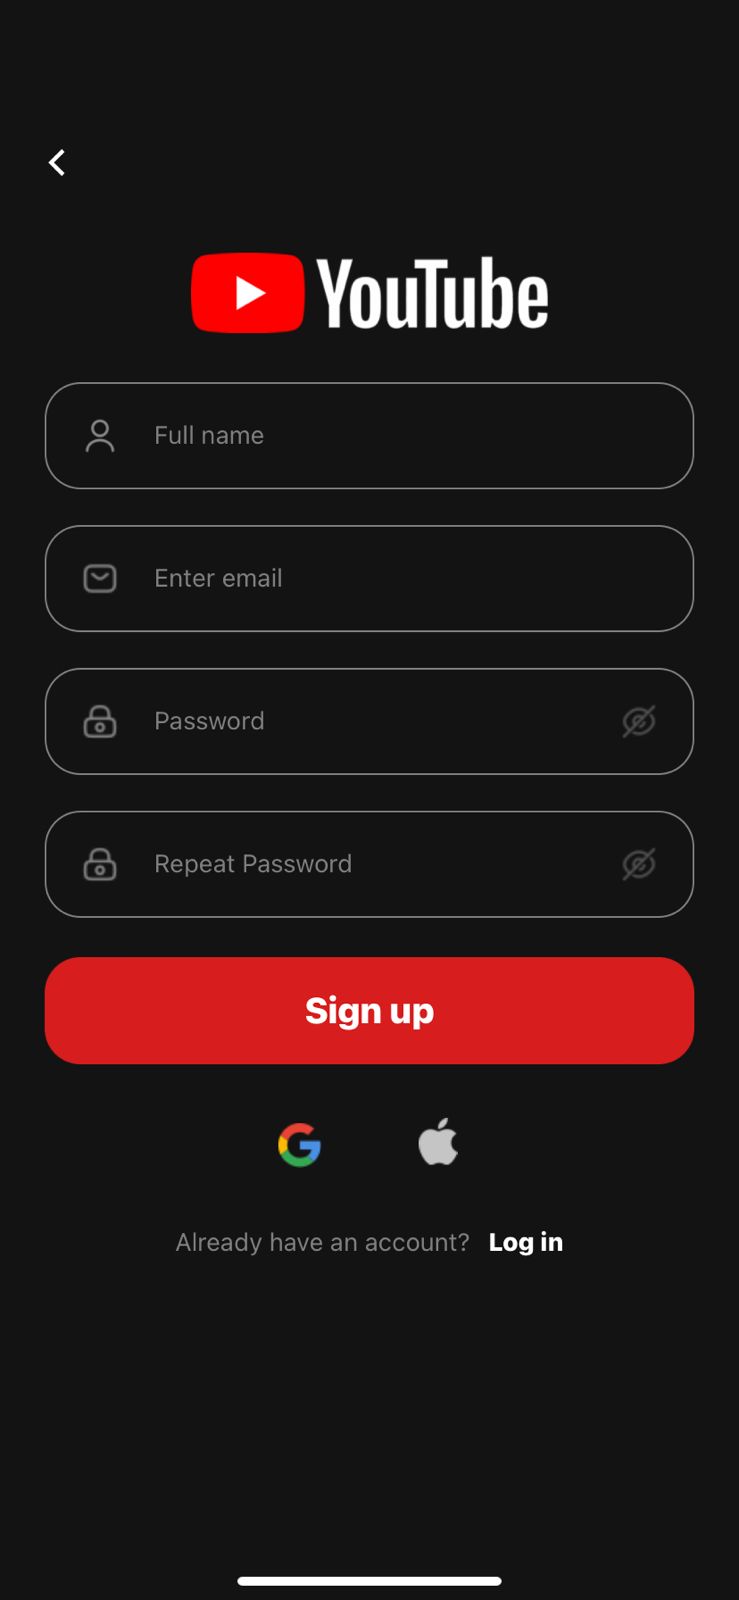 YouTube
Full name
Enter email
Password
Repeat Password
Sign up
Already have an account? Log in